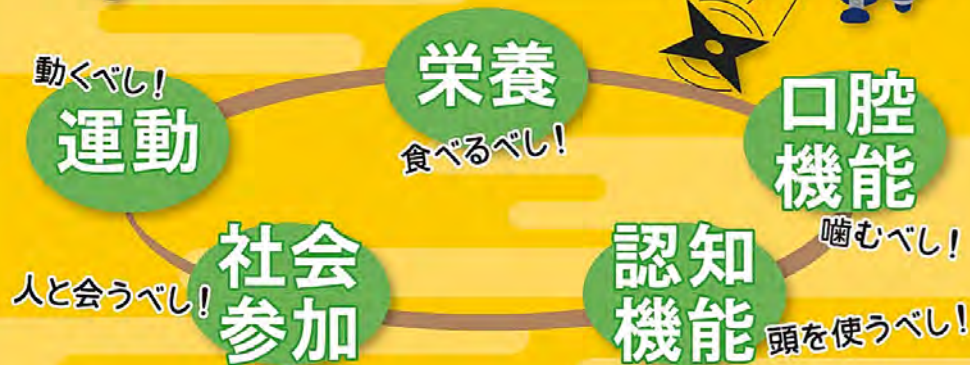 動くべし!
運動
栄養
食べるべし!
口腔
機能
噛むべし!
人と会うべし!
社会
参加
認知
機能
頭を使うべし!